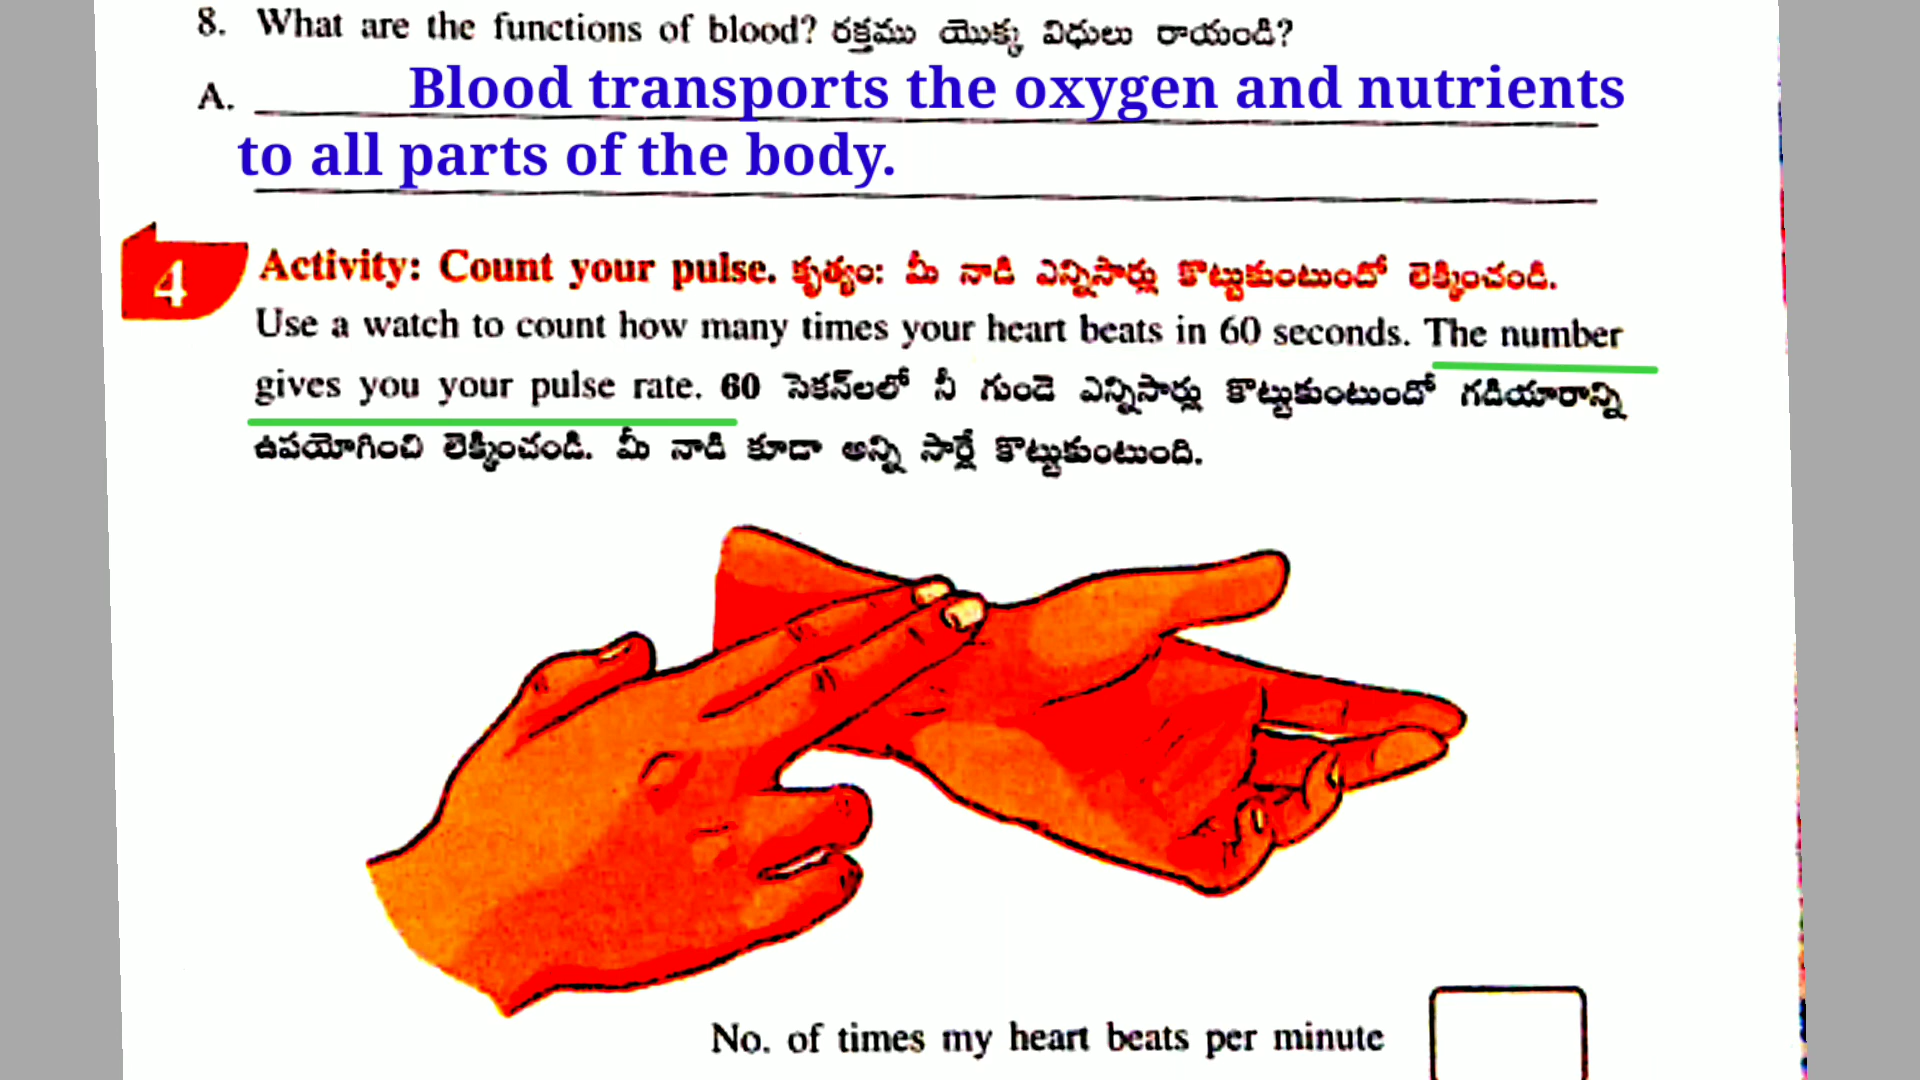 8. What are the functions of blood? రక్తము యొక్క విధులు రాయండి?
A. Blood transports the oxygen and nutrients
to all parts of the body.
4 Activity: Count your pulse. కృత్యం: మీ నాడి ఎన్నిసార్లు కొట్టుకుంటుందో లెక్కించండి.
Use a watch to count how many times your heart beats in 60 seconds. The number
gives you your pulse rate. 60 సెకన్‌లలో నీ గుండె ఎన్నిసార్లు కొట్టుకుంటుందో గడియారాన్ని
ఉపయోగించి లెక్కించండి. మీ నాడి కూడా అన్ని సార్లే కొట్టుకుంటుంది.
No. of times my heart beats per minute